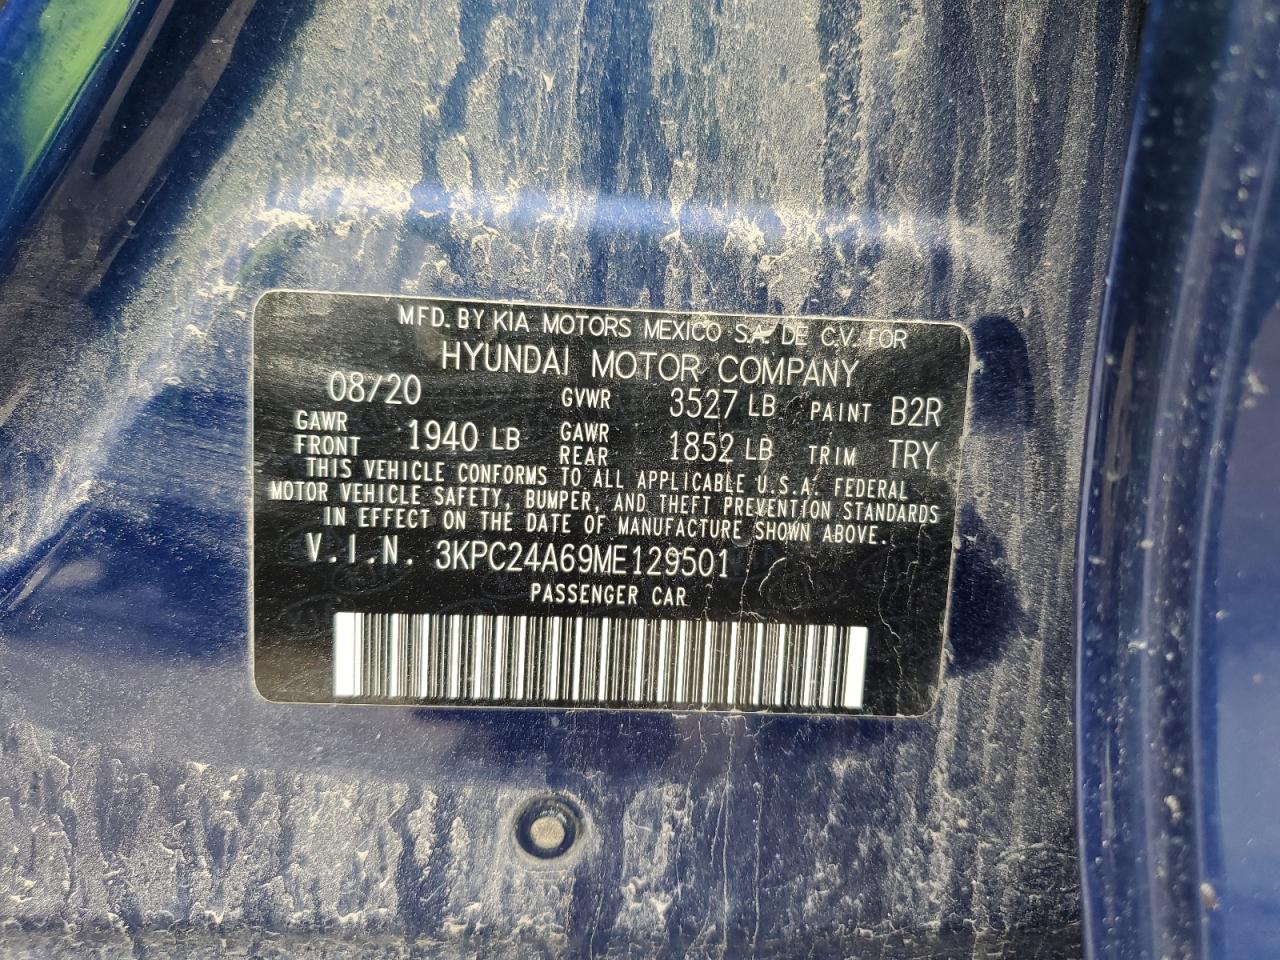 MFD. BY KIA MOTORS MEXICO S.A. DE C.V. FOR
HYUNDAI MOTOR COMPANY
08/20 GVWR 3527 LB PAINT B2R
GAWR FRONT 1940 LB GAWR REAR 1852 LB TRIM TRY
THIS VEHICLE CONFORMS TO ALL APPLICABLE U.S.A. FEDERAL
MOTOR VEHICLE SAFETY, BUMPER, AND THEFT PREVENTION STANDARDS
IN EFFECT ON THE DATE OF MANUFACTURE SHOWN ABOVE.
V.I.N. 3KPC24A69ME129501
PASSENGER CAR